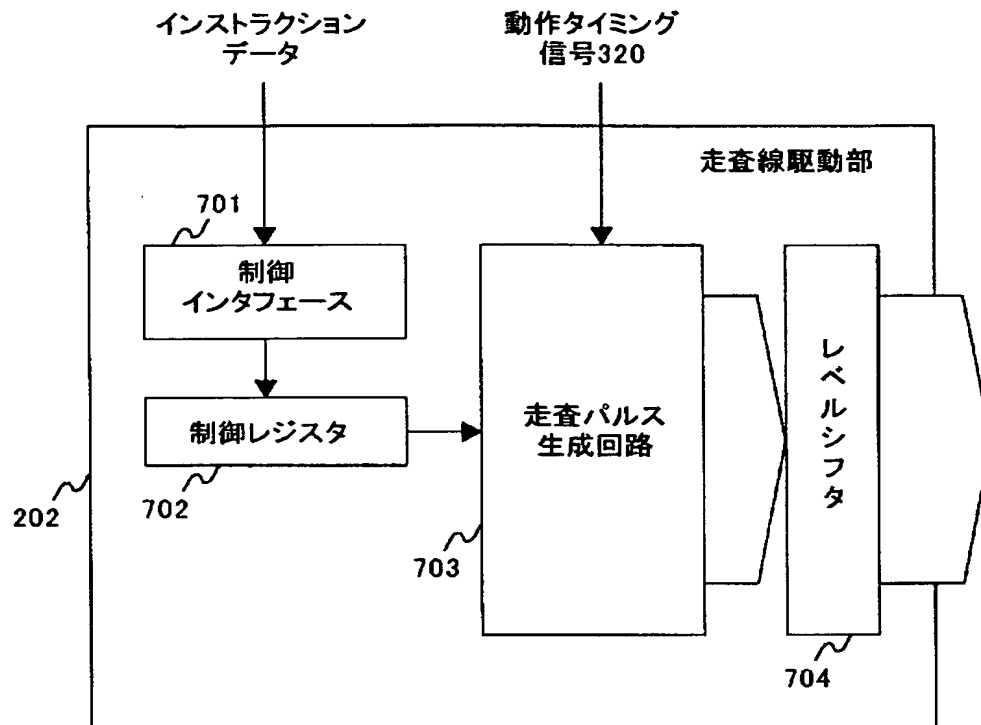 インストラクション
データ
動作タイミング
信号320
走査線駆動部
701
制御
インタフェース
制御レジスタ
702
202
走査パルス
生成回路
703
レベルシフタ
704